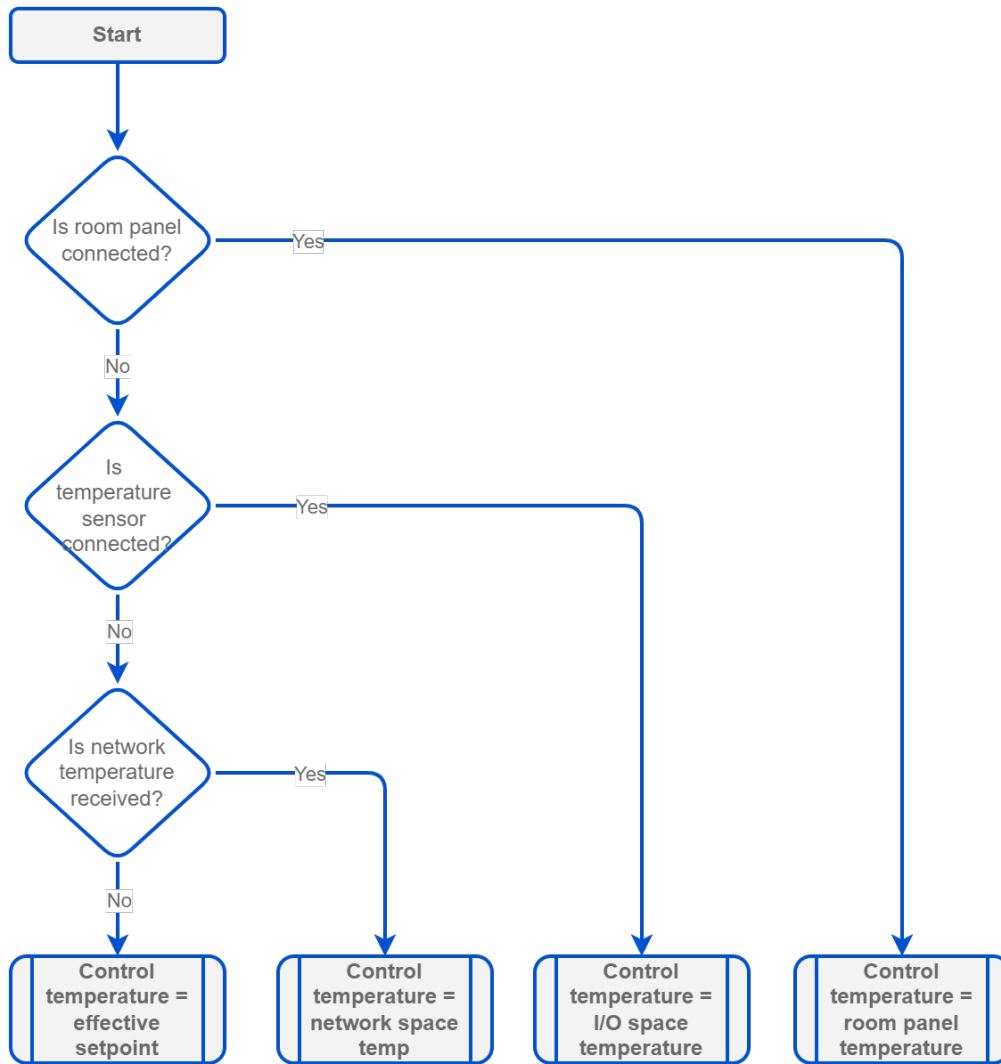 Start
Is room panel
connected?
Yes
No
Is
temperature
sensor
connected?
Yes
No
Is network
temperature
received?
Yes
No
Control
temperature =
effective
setpoint
Control
temperature =
network space
temp
Control
temperature =
I/O space
temperature
Control
temperature =
room panel
temperature